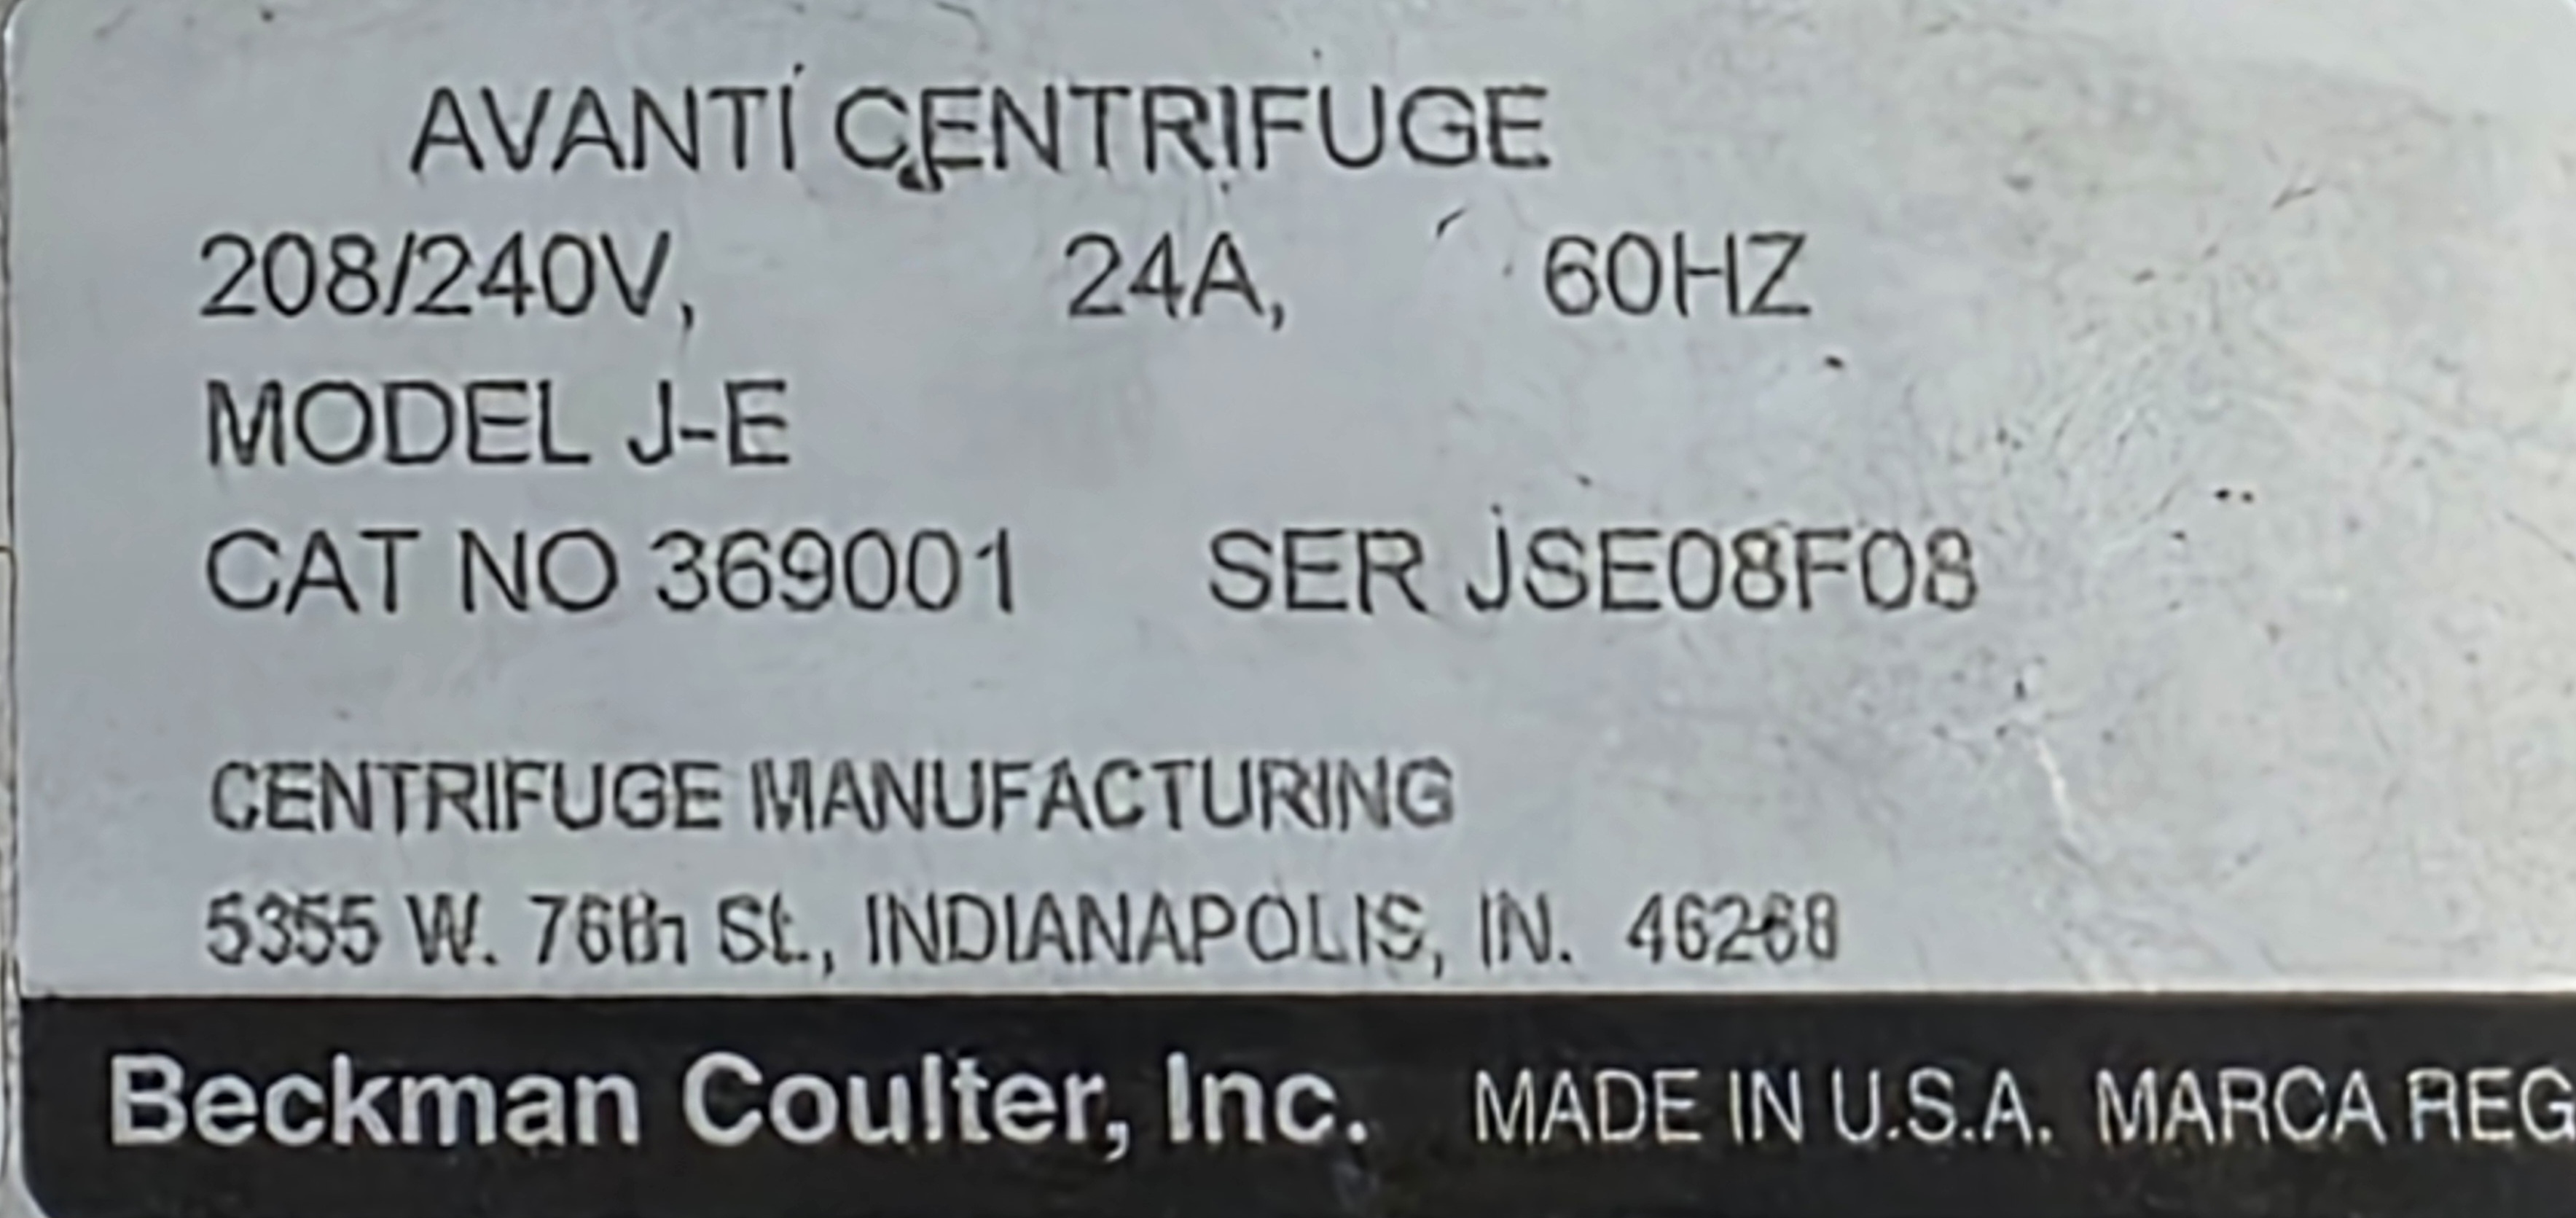 AVANTI CENTRIFUGE
208/240V, 24A, 60HZ
MODEL J-E
CAT NO 369001 SER JSE08F08
CENTRIFUGE MANUFACTURING
5355 W. 76th St., INDIANAPOLIS, IN. 46268
Beckman Coulter, Inc. MADE IN U.S.A. MARCA REG